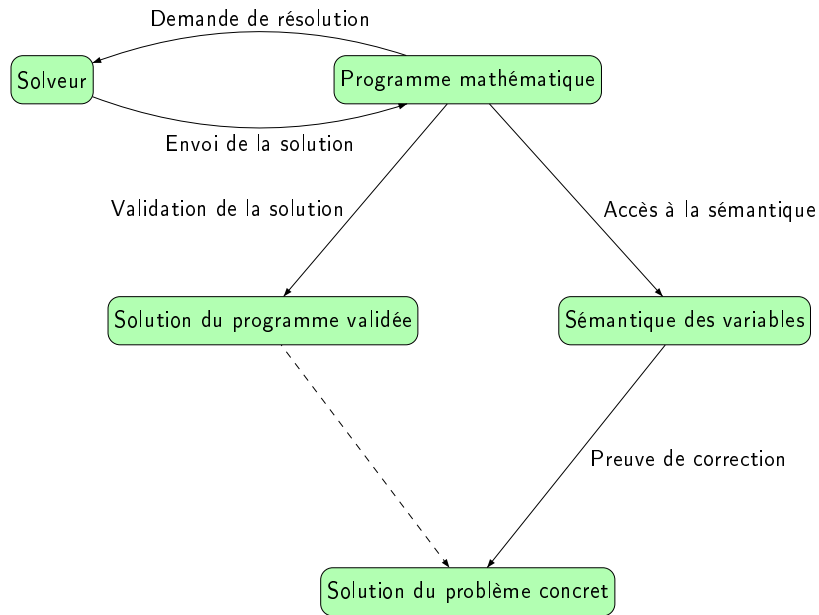 Demande de résolution
Solveur
Programme mathématique
Envoi de la solution
Validation de la solution
Accès à la sémantique
Solution du programme validée
Sémantique des variables
Preuve de correction
Solution du problème concret